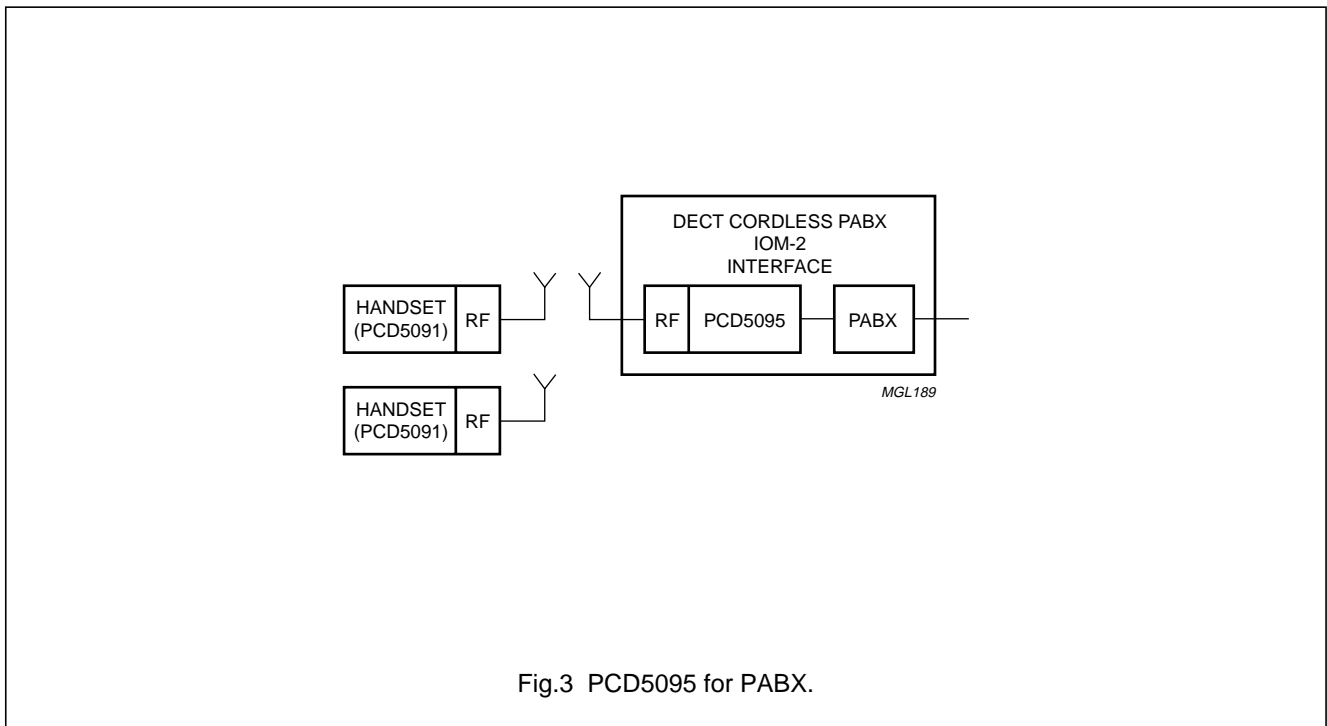 DECT CORDLESS PABX
IOM-2
INTERFACE
HANDSET
(PCD5091)
RF
RF
PCD5095
PABX
MGL189
HANDSET
(PCD5091)
RF
Fig.3 PCD5095 for PABX.